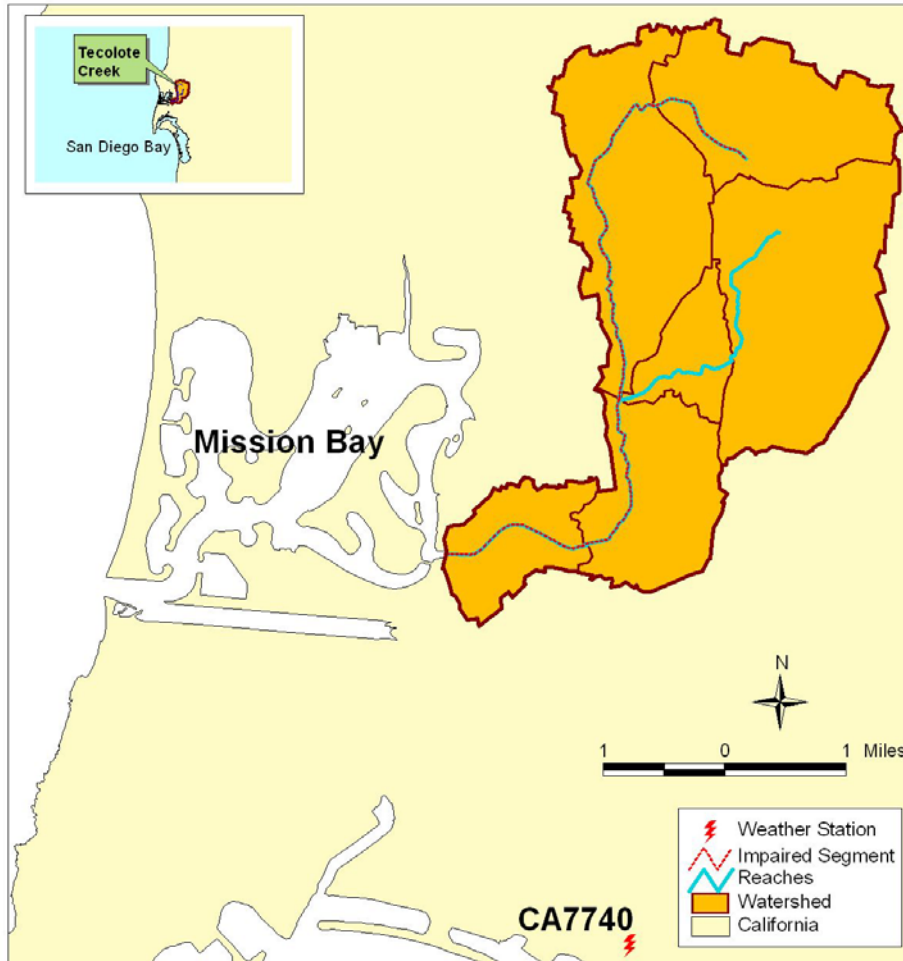 Tecolote
Creek
San Diego Bay
Mission Bay
N
1 0 1 Miles
CA7740
Weather Station
Impaired Segment
Reaches
Watershed
California